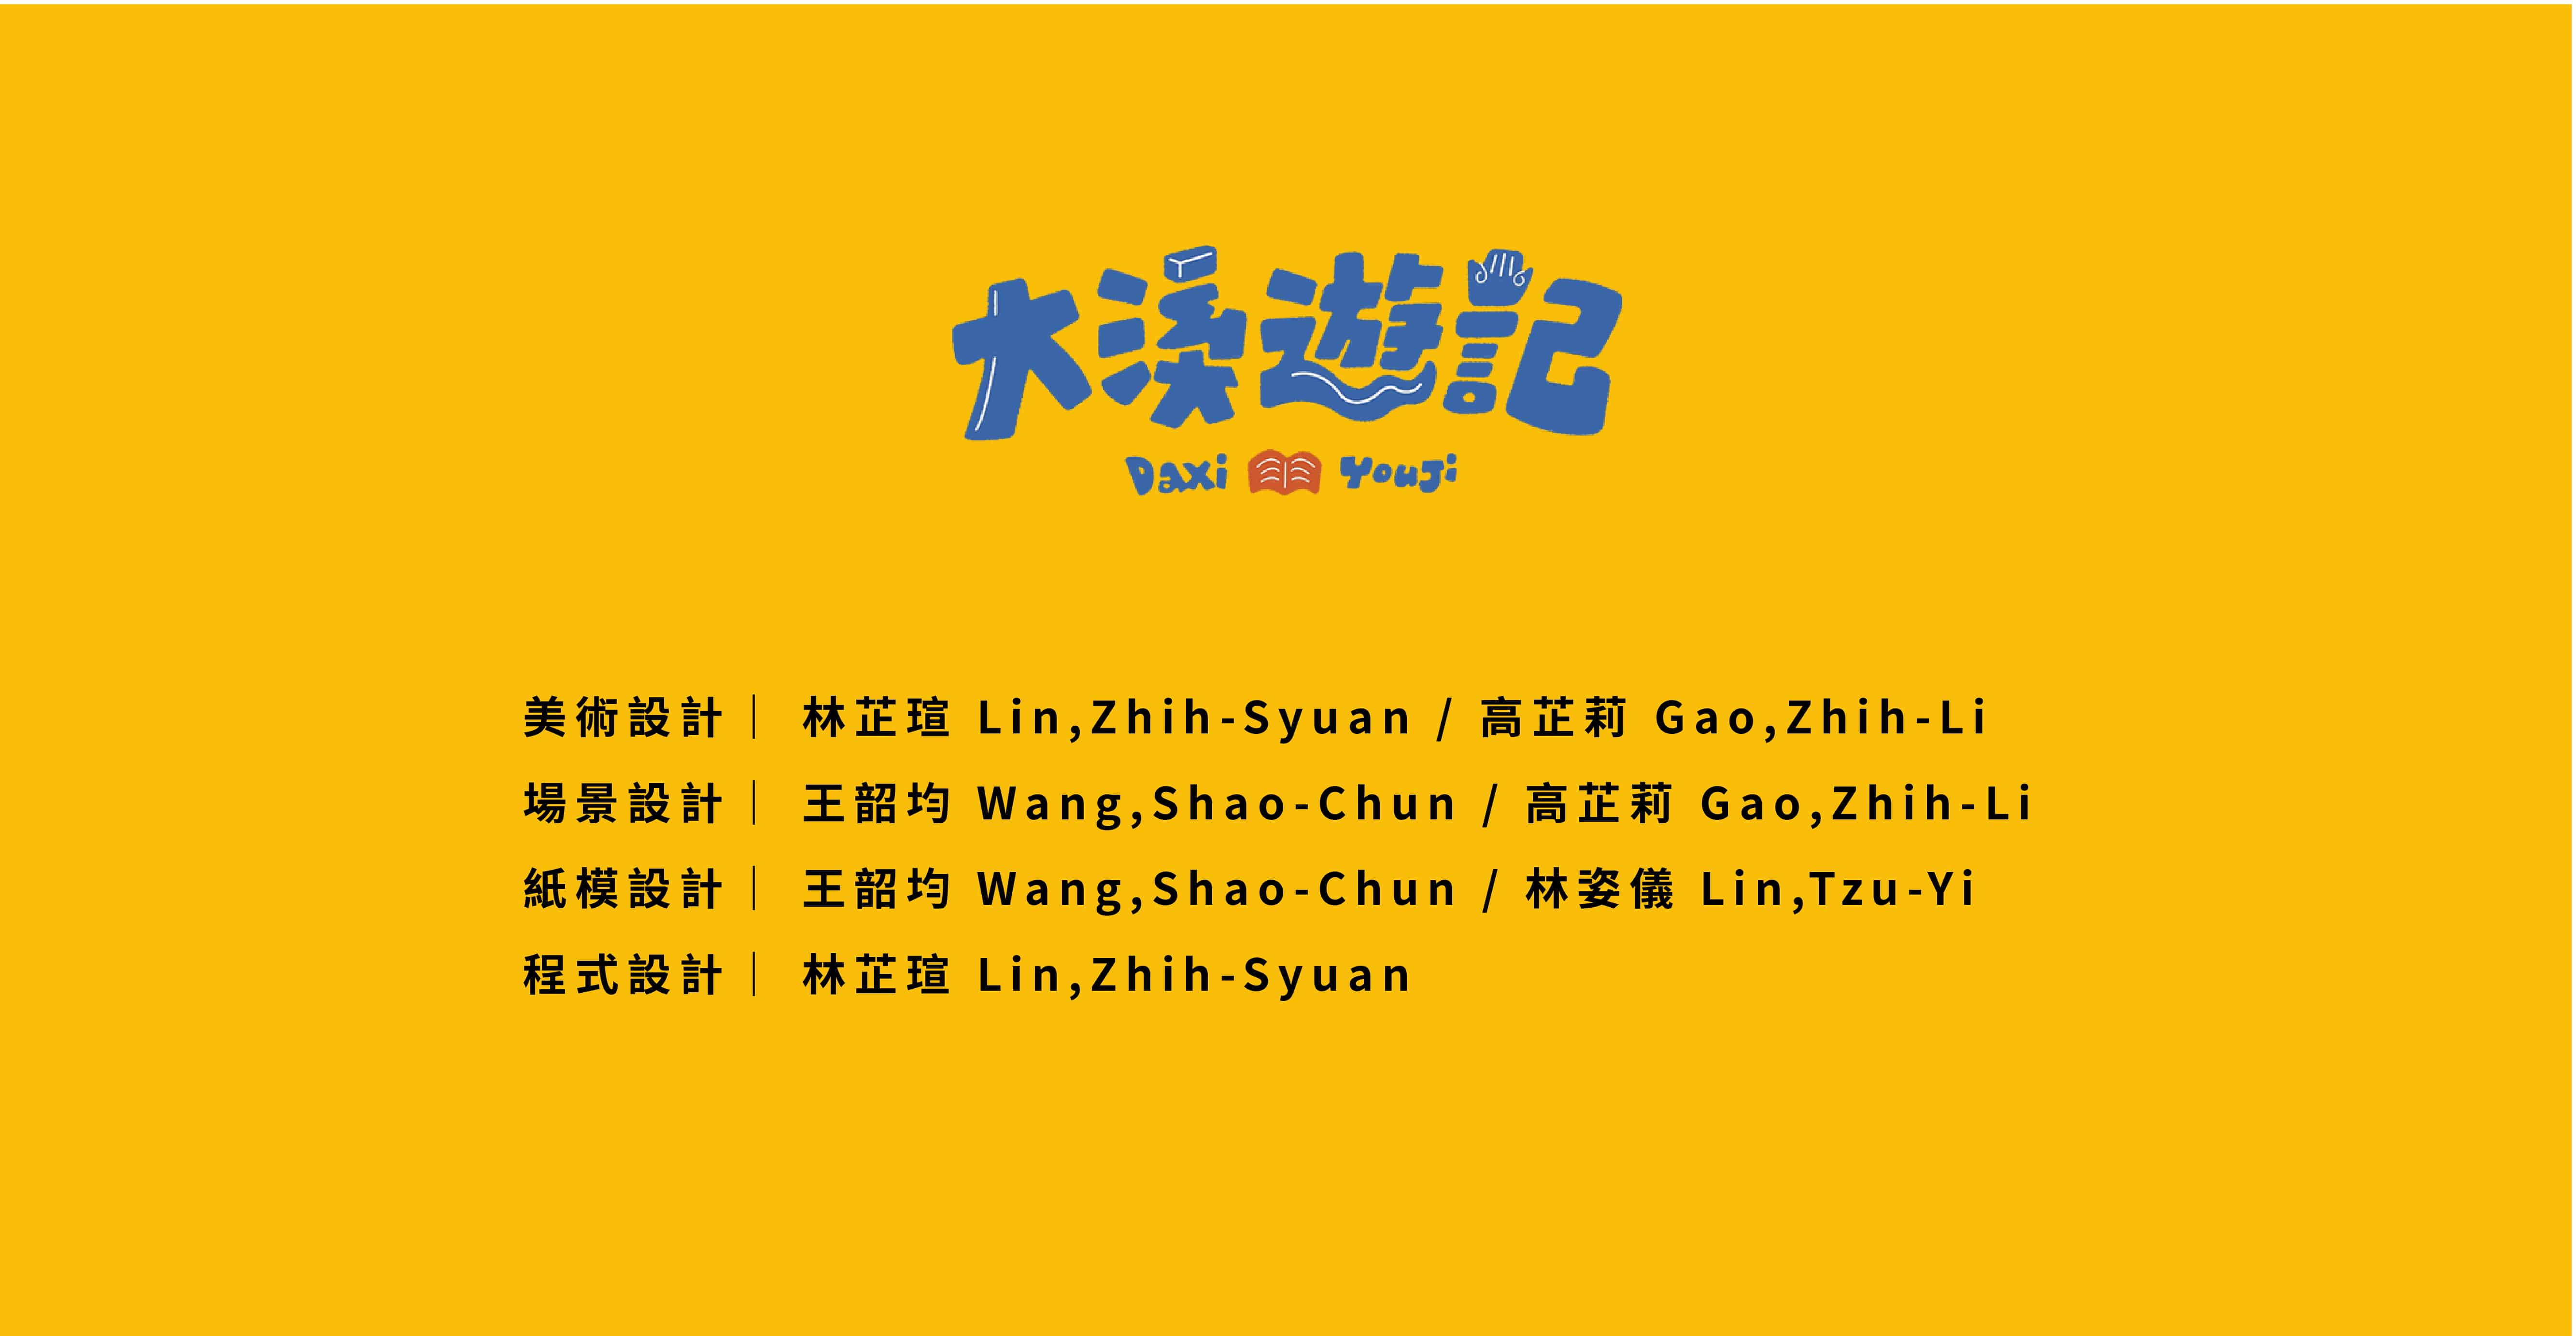 大溪遊記
Daxi Youji
美術設計｜ 林芷瑄 Lin,Zhih-Syuan / 高芷莉 Gao,Zhih-Li
場景設計｜ 王韶均 Wang,Shao-Chun / 高芷莉 Gao,Zhih-Li
紙模設計｜ 王韶均 Wang,Shao-Chun / 林姿儀 Lin,Tzu-Yi
程式設計｜ 林芷瑄 Lin,Zhih-Syuan